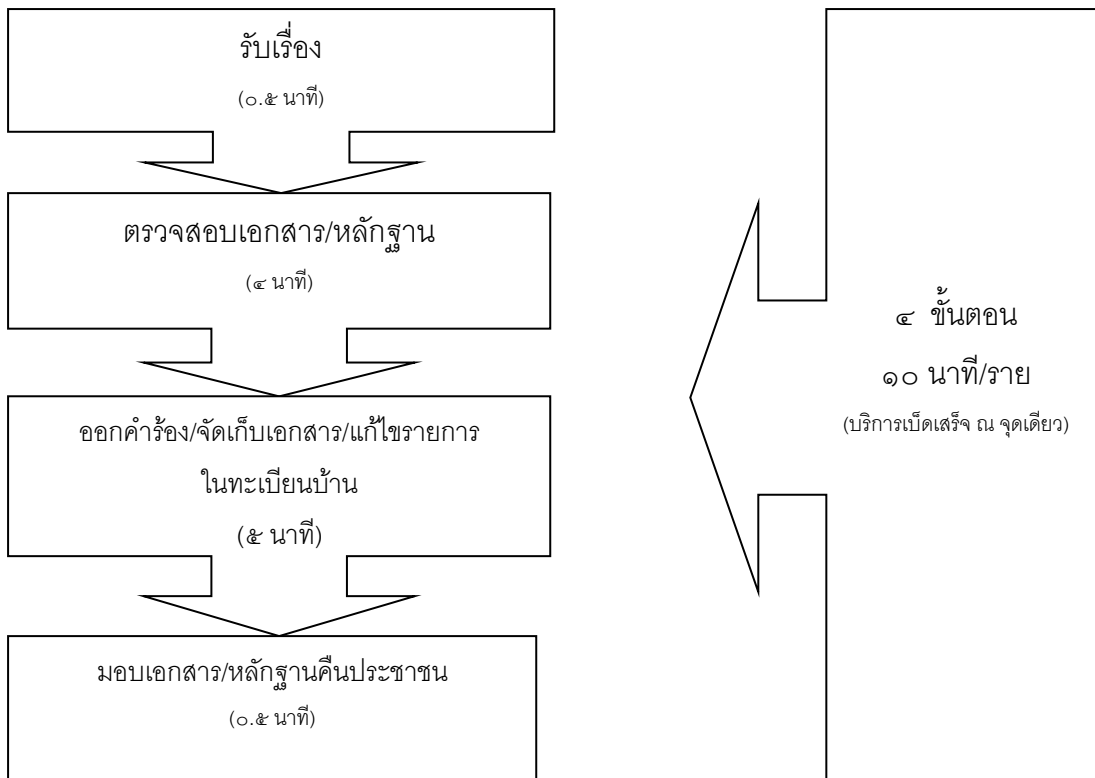 รับเรื่อง
(๐.๕ นาที)
ตรวจสอบเอกสาร/หลักฐาน
(๔ นาที)
ออกคำร้อง/จัดเก็บเอกสาร/แก้ไขรายการ
ในทะเบียนบ้าน
(๕ นาที)
มอบเอกสาร/หลักฐานคืนประชาชน
(๐.๕ นาที)
๔ ขั้นตอน
๑๐ นาที/ราย
(บริการเบ็ดเสร็จ ณ จุดเดียว)